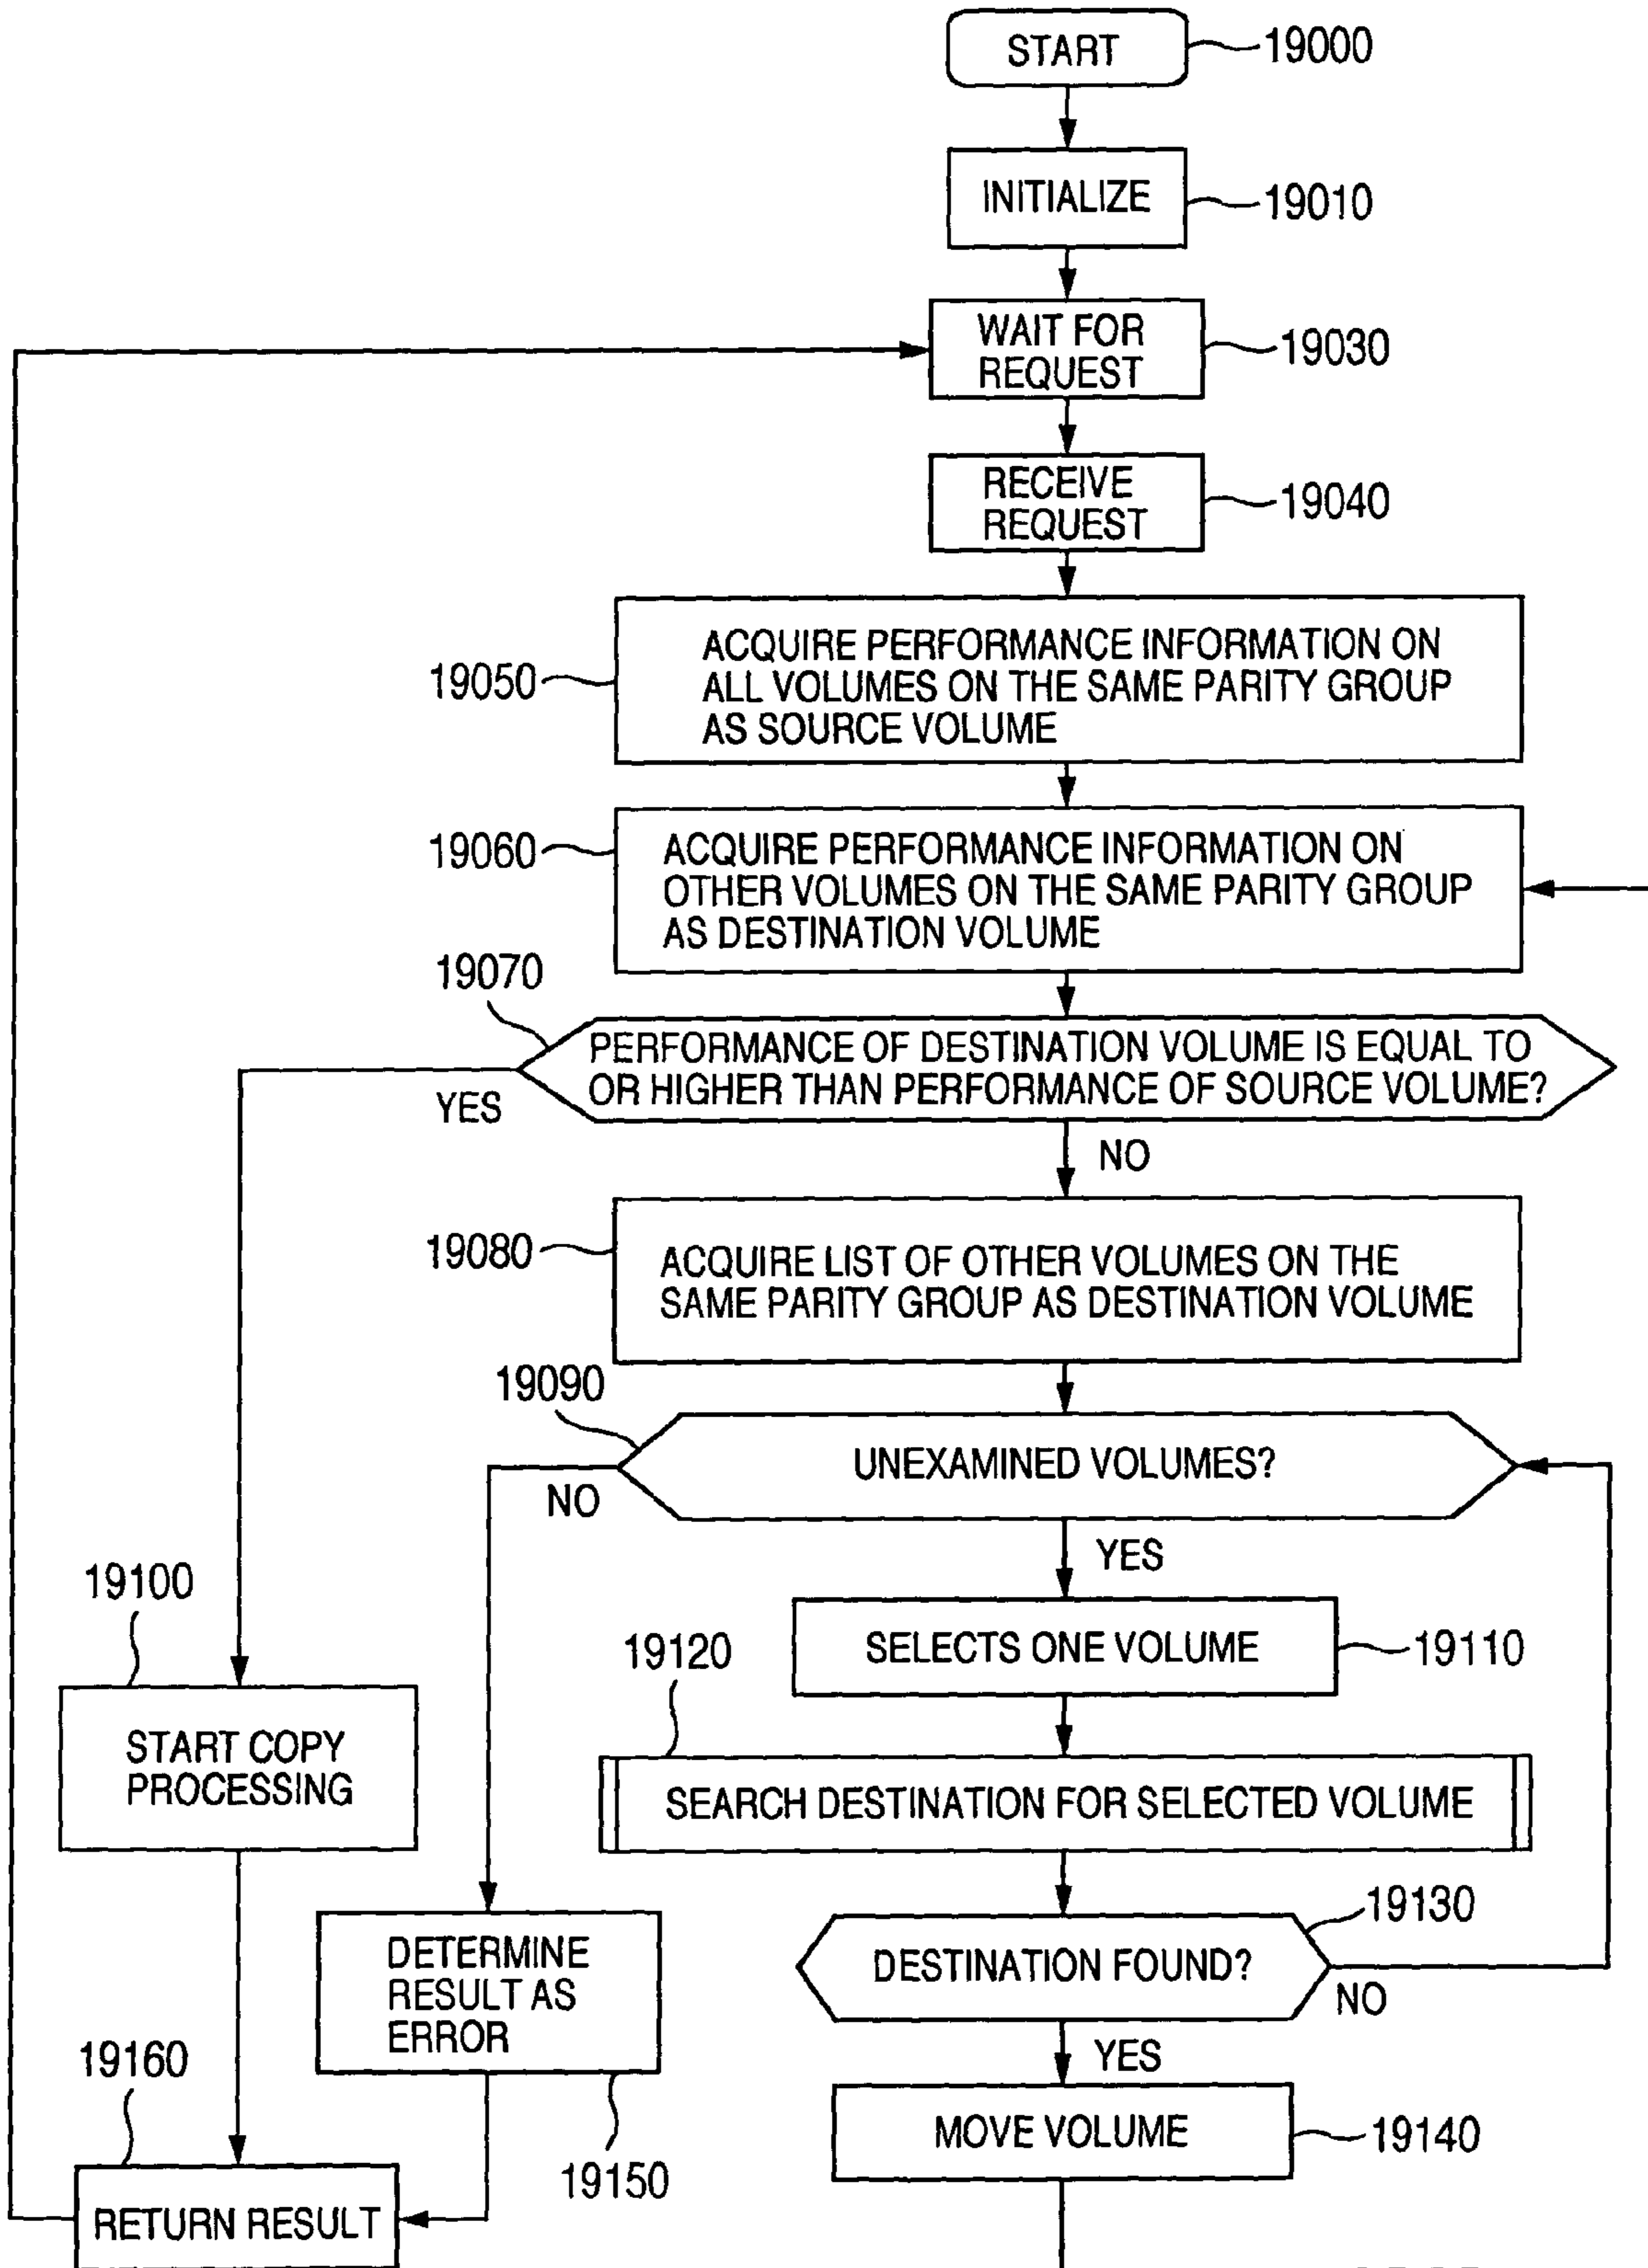 START
19000
INITIALIZE
19010
WAIT FOR
REQUEST
19030
RECEIVE
REQUEST
19040
19050
ACQUIRE PERFORMANCE INFORMATION ON
ALL VOLUMES ON THE SAME PARITY GROUP
AS SOURCE VOLUME
19060
ACQUIRE PERFORMANCE INFORMATION ON
OTHER VOLUMES ON THE SAME PARITY GROUP
AS DESTINATION VOLUME
19070
PERFORMANCE OF DESTINATION VOLUME IS EQUAL TO
OR HIGHER THAN PERFORMANCE OF SOURCE VOLUME?
YES
NO
19080
ACQUIRE LIST OF OTHER VOLUMES ON THE
SAME PARITY GROUP AS DESTINATION VOLUME
19090
UNEXAMINED VOLUMES?
NO
YES
19100
START COPY
PROCESSING
SELECTS ONE VOLUME
19110
19120
SEARCH DESTINATION FOR SELECTED VOLUME
19130
DESTINATION FOUND?
NO
YES
DETERMINE
RESULT AS
ERROR
19150
MOVE VOLUME
19140
19160
RETURN RESULT